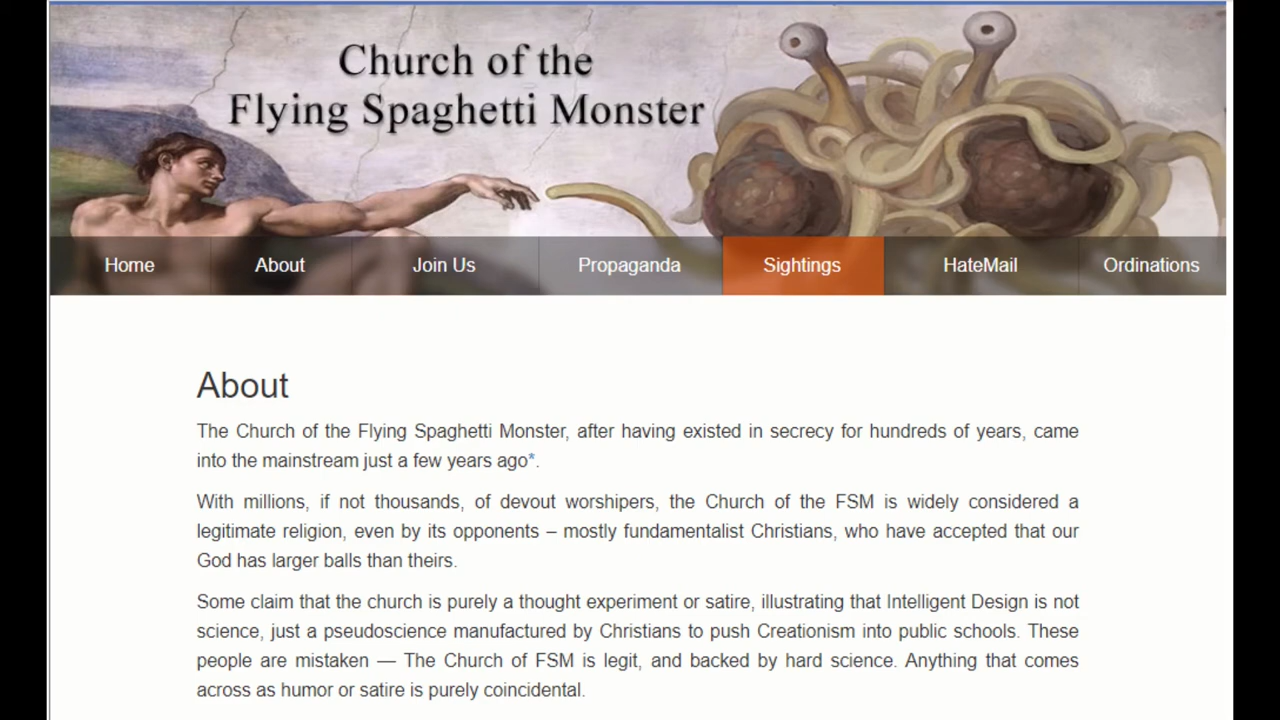 Church of the
Flying Spaghetti Monster
Home About Join Us Propaganda Sightings HateMail Ordinations
About
The Church of the Flying Spaghetti Monster, after having existed in secrecy for hundreds of years, came
into the mainstream just a few years ago*.
With millions, if not thousands, of devout worshipers, the Church of the FSM is widely considered a
legitimate religion, even by its opponents – mostly fundamentalist Christians, who have accepted that our
God has larger balls than theirs.
Some claim that the church is purely a thought experiment or satire, illustrating that Intelligent Design is not
science, just a pseudoscience manufactured by Christians to push Creationism into public schools. These
people are mistaken — The Church of FSM is legit, and backed by hard science. Anything that comes
across as humor or satire is purely coincidental.